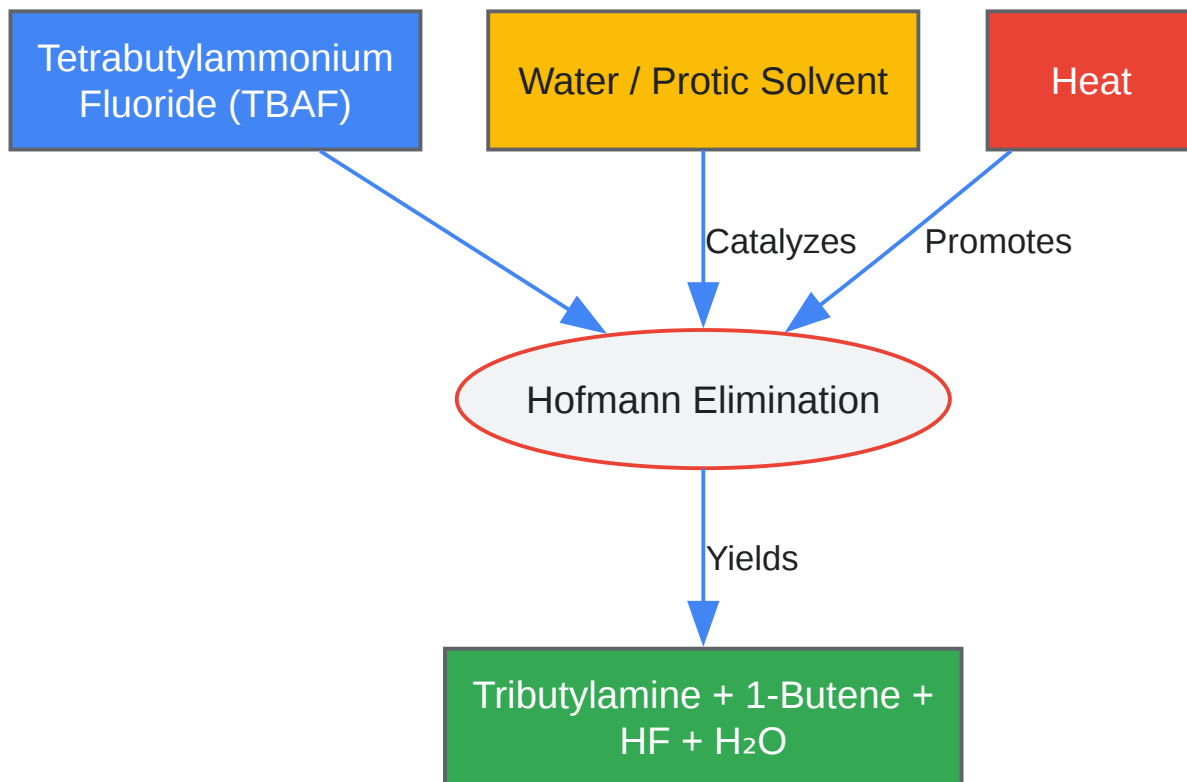 Tetrabutylammonium
Fluoride (TBAF)
Water / Protic Solvent
Heat
Catalyzes
Promotes
Hofmann Elimination
Yields
Tributylamine + 1-Butene +
HF + H₂O